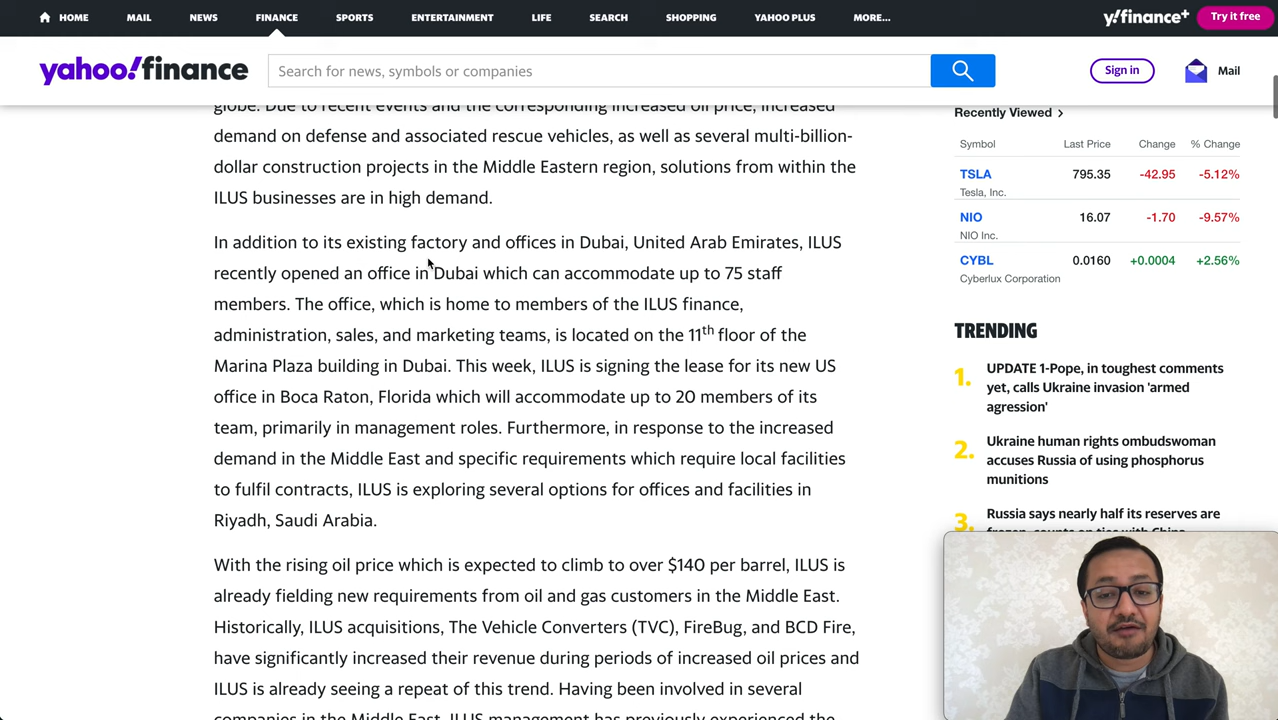 HOME MAIL NEWS FINANCE SPORTS ENTERTAINMENT LIFE SEARCH SHOPPING YAHOO PLUS MORE... y!finance+ Try it free
yahoo!finance Search for news, symbols or companies Sign in Mail
globe. Due to recent events and the corresponding increased oil price, increased
demand on defense and associated rescue vehicles, as well as several multi-billion-
dollar construction projects in the Middle Eastern region, solutions from within the
ILUS businesses are in high demand.
In addition to its existing factory and offices in Dubai, United Arab Emirates, ILUS
recently opened an office in Dubai which can accommodate up to 75 staff
members. The office, which is home to members of the ILUS finance,
administration, sales, and marketing teams, is located on the 11th floor of the
Marina Plaza building in Dubai. This week, ILUS is signing the lease for its new US
office in Boca Raton, Florida which will accommodate up to 20 members of its
team, primarily in management roles. Furthermore, in response to the increased
demand in the Middle East and specific requirements which require local facilities
to fulfil contracts, ILUS is exploring several options for offices and facilities in
Riyadh, Saudi Arabia.
With the rising oil price which is expected to climb to over $140 per barrel, ILUS is
already fielding new requirements from oil and gas customers in the Middle East.
Historically, ILUS acquisitions, The Vehicle Converters (TVC), FireBug, and BCD Fire,
have significantly increased their revenue during periods of increased oil prices and
ILUS is already seeing a repeat of this trend. Having been involved in several
companies in the Middle East, ILUS management has previously experienced the
Recently Viewed >
Symbol Last Price Change % Change
TSLA 795.35 -42.95 -5.12%
Tesla, Inc.
NIO 16.07 -1.70 -9.57%
NIO Inc.
CYBL 0.0160 +0.0004 +2.56%
Cyberlux Corporation
TRENDING
1. UPDATE 1-Pope, in toughest comments
yet, calls Ukraine invasion 'armed
agression'
2. Ukraine human rights ombudswoman
accuses Russia of using phosphorus
munitions
3. Russia says nearly half its reserves are
frozen, counts on ties with China